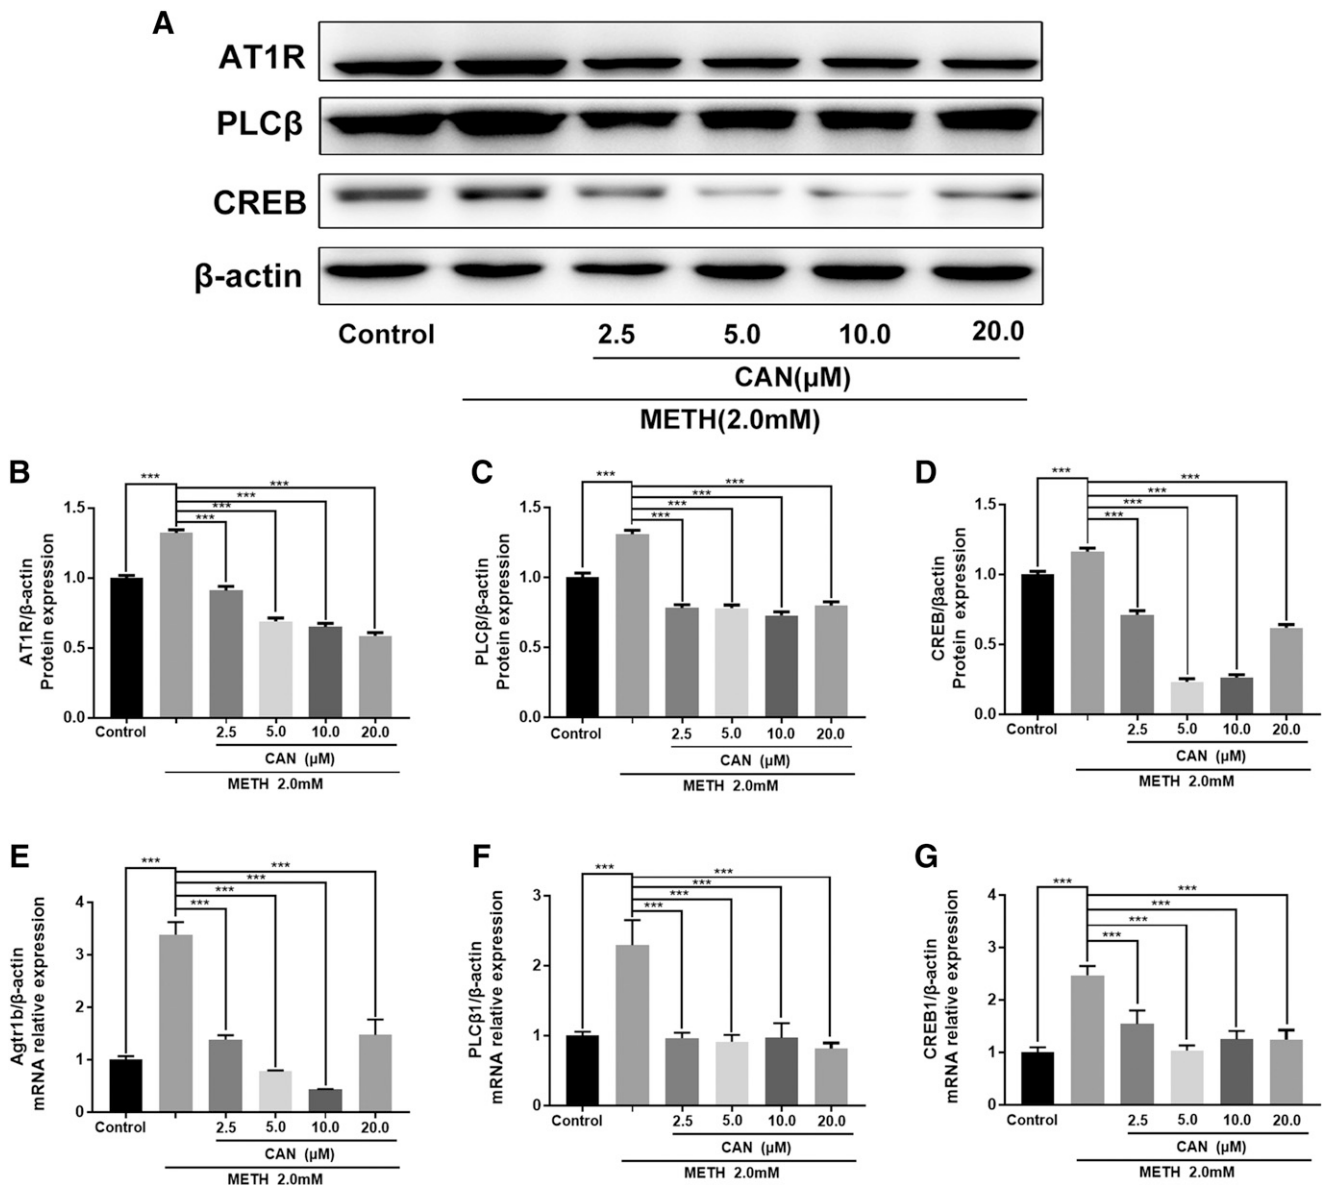 A
AT1R
PLCβ
CREB
β-actin
Control 2.5 5.0 10.0 20.0
CAN(μM)
METH(2.0mM)
B
*** *** *** *** ***
AT1R/β-actin
Protein expression
1.5
1.0
0.5
0.0
Control 2.5 5.0 10.0 20.0
CAN (μM)
METH 2.0mM
C
*** *** *** *** ***
PLCβ/β-actin
Protein expression
1.5
1.0
0.5
0.0
Control 2.5 5.0 10.0 20.0
CAN (μM)
METH 2.0mM
D
*** *** *** *** ***
CREB/βactin
Protein expression
1.5
1.0
0.5
0.0
Control 2.5 5.0 10.0 20.0
CAN (μM)
METH 2.0mM
E
*** *** *** *** ***
Agtr1b/β-actin
mRNA relative expression
4
3
2
1
0
Control 2.5 5.0 10.0 20.0
CAN (μM)
METH 2.0mM
F
*** *** *** *** ***
PLCβ1/β-actin
mRNA relative expression
3
2
1
0
Control 2.5 5.0 10.0 20.0
CAN (μM)
METH 2.0mM
G
*** *** *** *** ***
CREB1/β-actin
mRNA relative expression
4
3
2
1
0
Control 2.5 5.0 10.0 20.0
CAN (μM)
METH 2.0mM